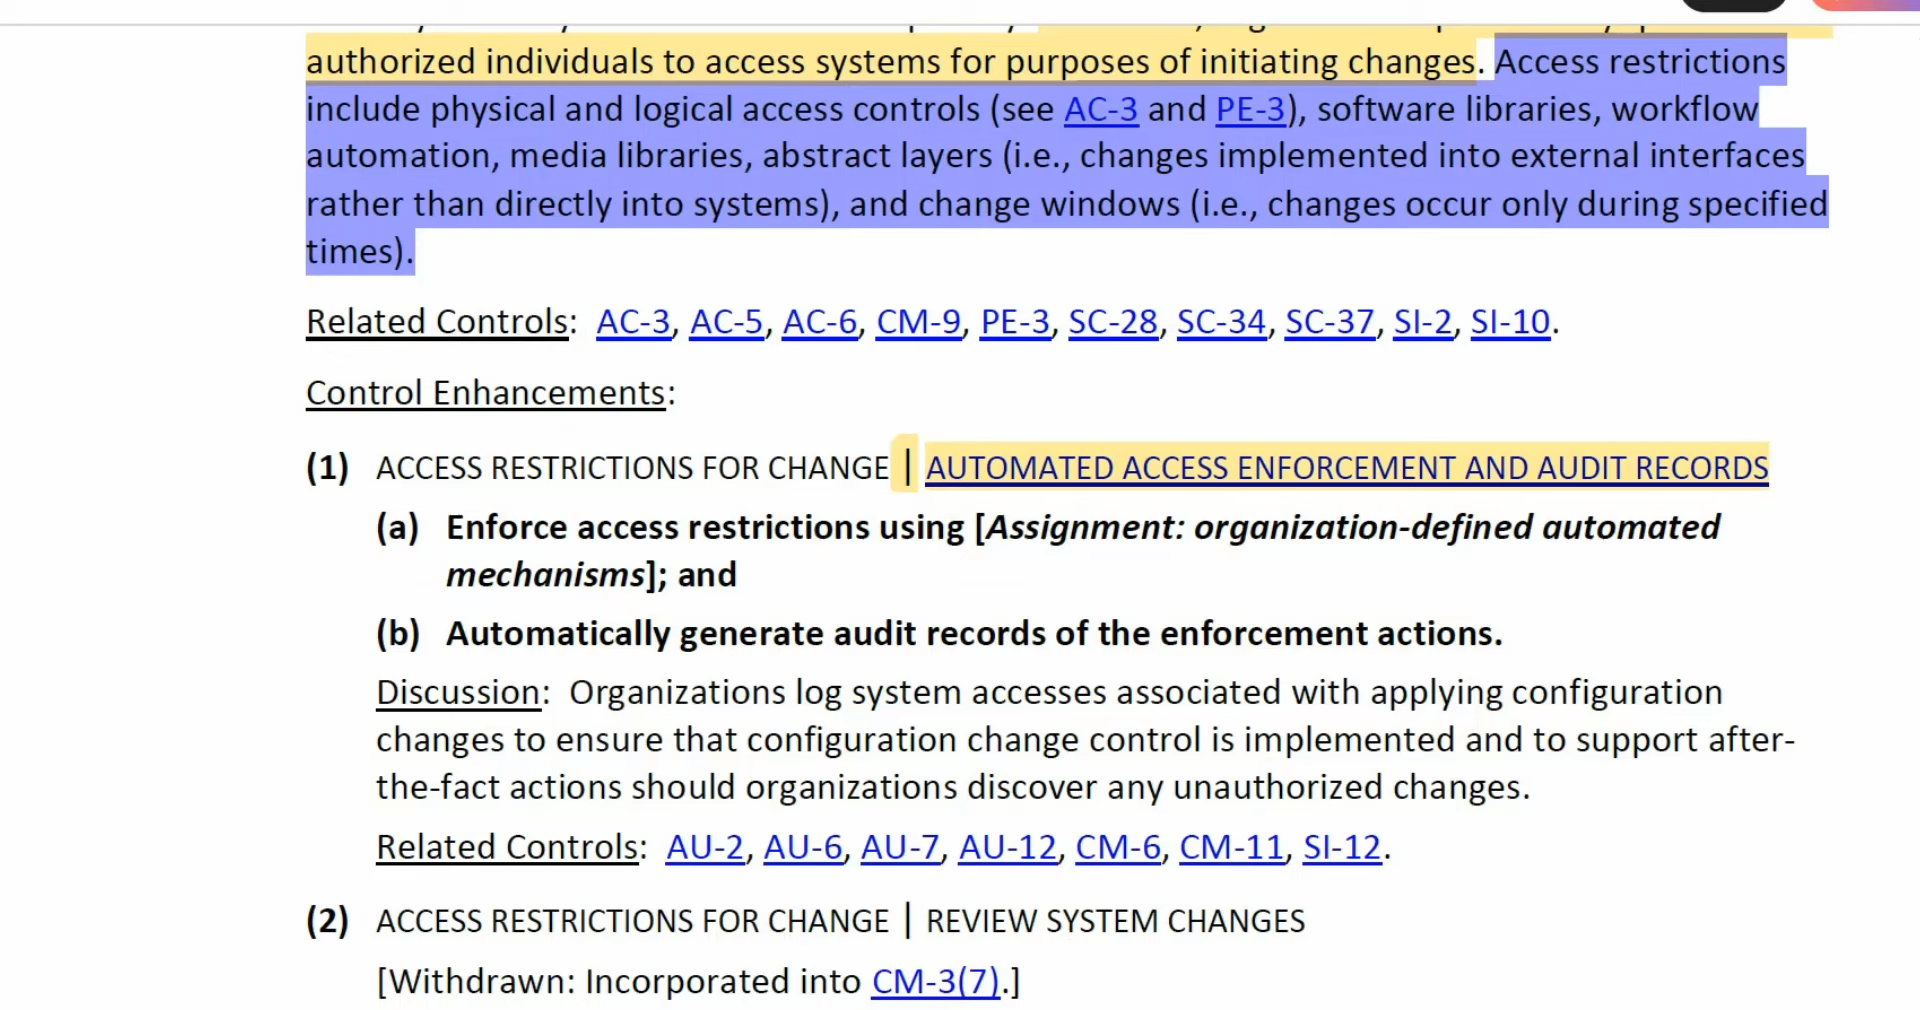 authorized individuals to access systems for purposes of initiating changes. Access restrictions
include physical and logical access controls (see AC-3 and PE-3), software libraries, workflow
automation, media libraries, abstract layers (i.e., changes implemented into external interfaces
rather than directly into systems), and change windows (i.e., changes occur only during specified
times).
Related Controls: AC-3, AC-5, AC-6, CM-9, PE-3, SC-28, SC-34, SC-37, SI-2, SI-10.
Control Enhancements:
(1) ACCESS RESTRICTIONS FOR CHANGE | AUTOMATED ACCESS ENFORCEMENT AND AUDIT RECORDS
(a) Enforce access restrictions using [Assignment: organization-defined automated
mechanisms]; and
(b) Automatically generate audit records of the enforcement actions.
Discussion: Organizations log system accesses associated with applying configuration
changes to ensure that configuration change control is implemented and to support after-
the-fact actions should organizations discover any unauthorized changes.
Related Controls: AU-2, AU-6, AU-7, AU-12, CM-6, CM-11, SI-12.
(2) ACCESS RESTRICTIONS FOR CHANGE | REVIEW SYSTEM CHANGES
[Withdrawn: Incorporated into CM-3(7).]